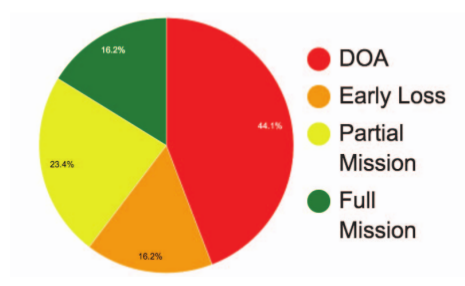 16.2%
44.1%
23.4%
16.2%
DOA
Early Loss
Partial
Mission
Full
Mission